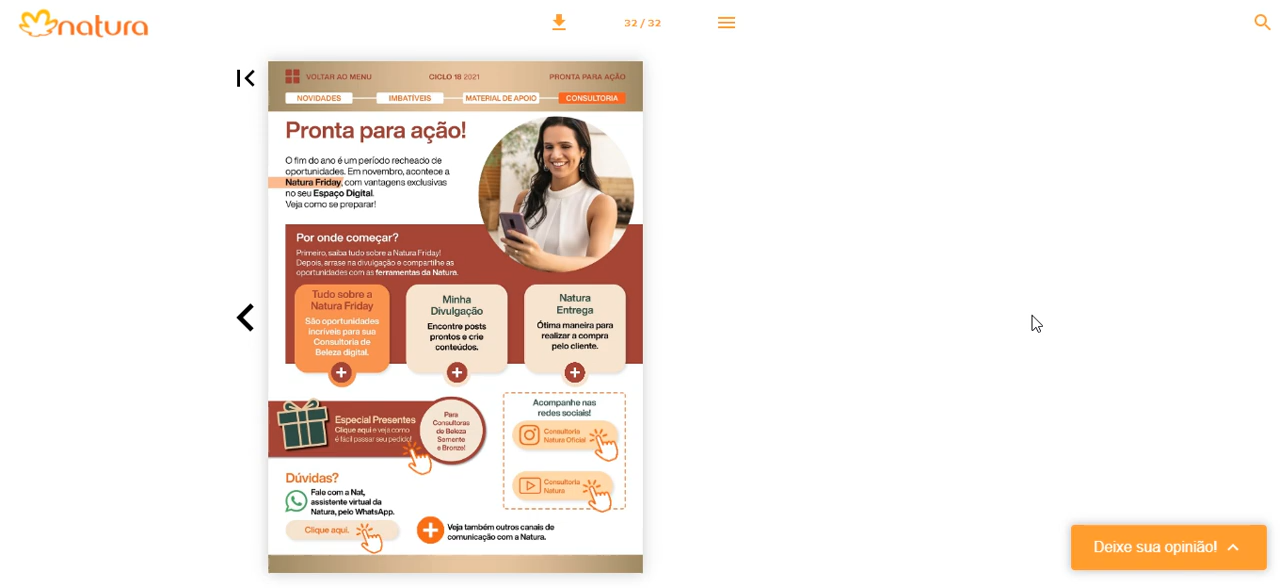 natura
32 / 32
VOLTAR AO MENU
CICLO 18 2021
PRONTA PARA AÇÃO
NOVIDADES
IMBATÍVEIS
MATERIAL DE APOIO
CONSULTORIA
Pronta para ação!
O fim do ano é um período recheado de
oportunidades. Em novembro, acontece a
Natura Friday, com vantagens exclusivas
no seu Espaço Digital.
Veja como se preparar!
Por onde começar?
Primeiro, saiba tudo sobre a Natura Friday!
Depois, arrase na divulgação e compartilhe as
oportunidades com as ferramentas da Natura.
Tudo sobre a
Natura Friday
São oportunidades
incríveis para sua
Consultoria de
Beleza digital.
Minha
Divulgação
Encontre posts
prontos e crie
conteúdos.
Natura
Entrega
Ótima maneira para
realizar a compra
pelo cliente.
Especial Presentes
Clique aqui e veja como
é fácil passar seu pedido!
Para
Consultoras
de Beleza
Semente
e Bronze!
Acompanhe nas
redes sociais!
Consultoria
Natura Oficial
Consultoria
Natura
Dúvidas?
Fale com a Nat,
assistente virtual da
Natura, pelo WhatsApp.
Clique aqui.
Veja também outros canais de
comunicação com a Natura.
Deixe sua opinião!